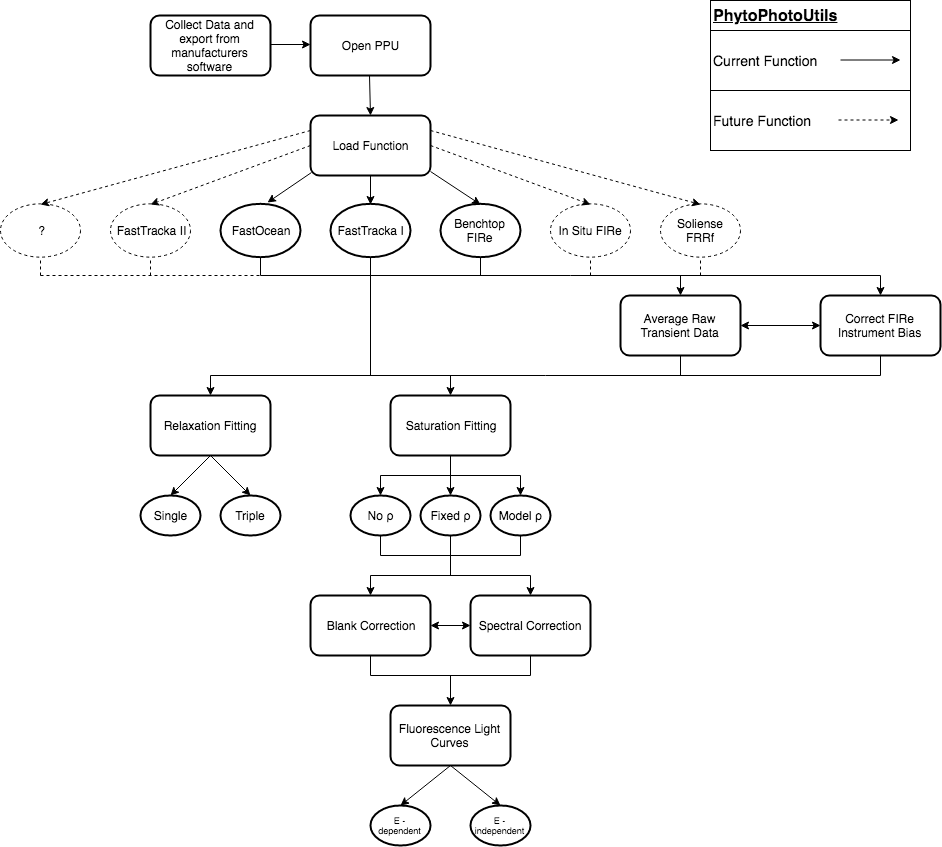 Collect Data and
export from
manufacturers
software
Open PPU
PhytoPhotoUtils
Current Function
Future Function
Load Function
?
FastTracka II
FastOcean
FastTracka I
Benchtop
FIRe
In Situ FIRe
Soliense
FRRf
Average Raw
Transient Data
Correct FIRe
Instrument Bias
Relaxation Fitting
Saturation Fitting
Single
Triple
No ρ
Fixed ρ
Model ρ
Blank Correction
Spectral Correction
Fluorescence Light
Curves
E -
dependent
E -
independent